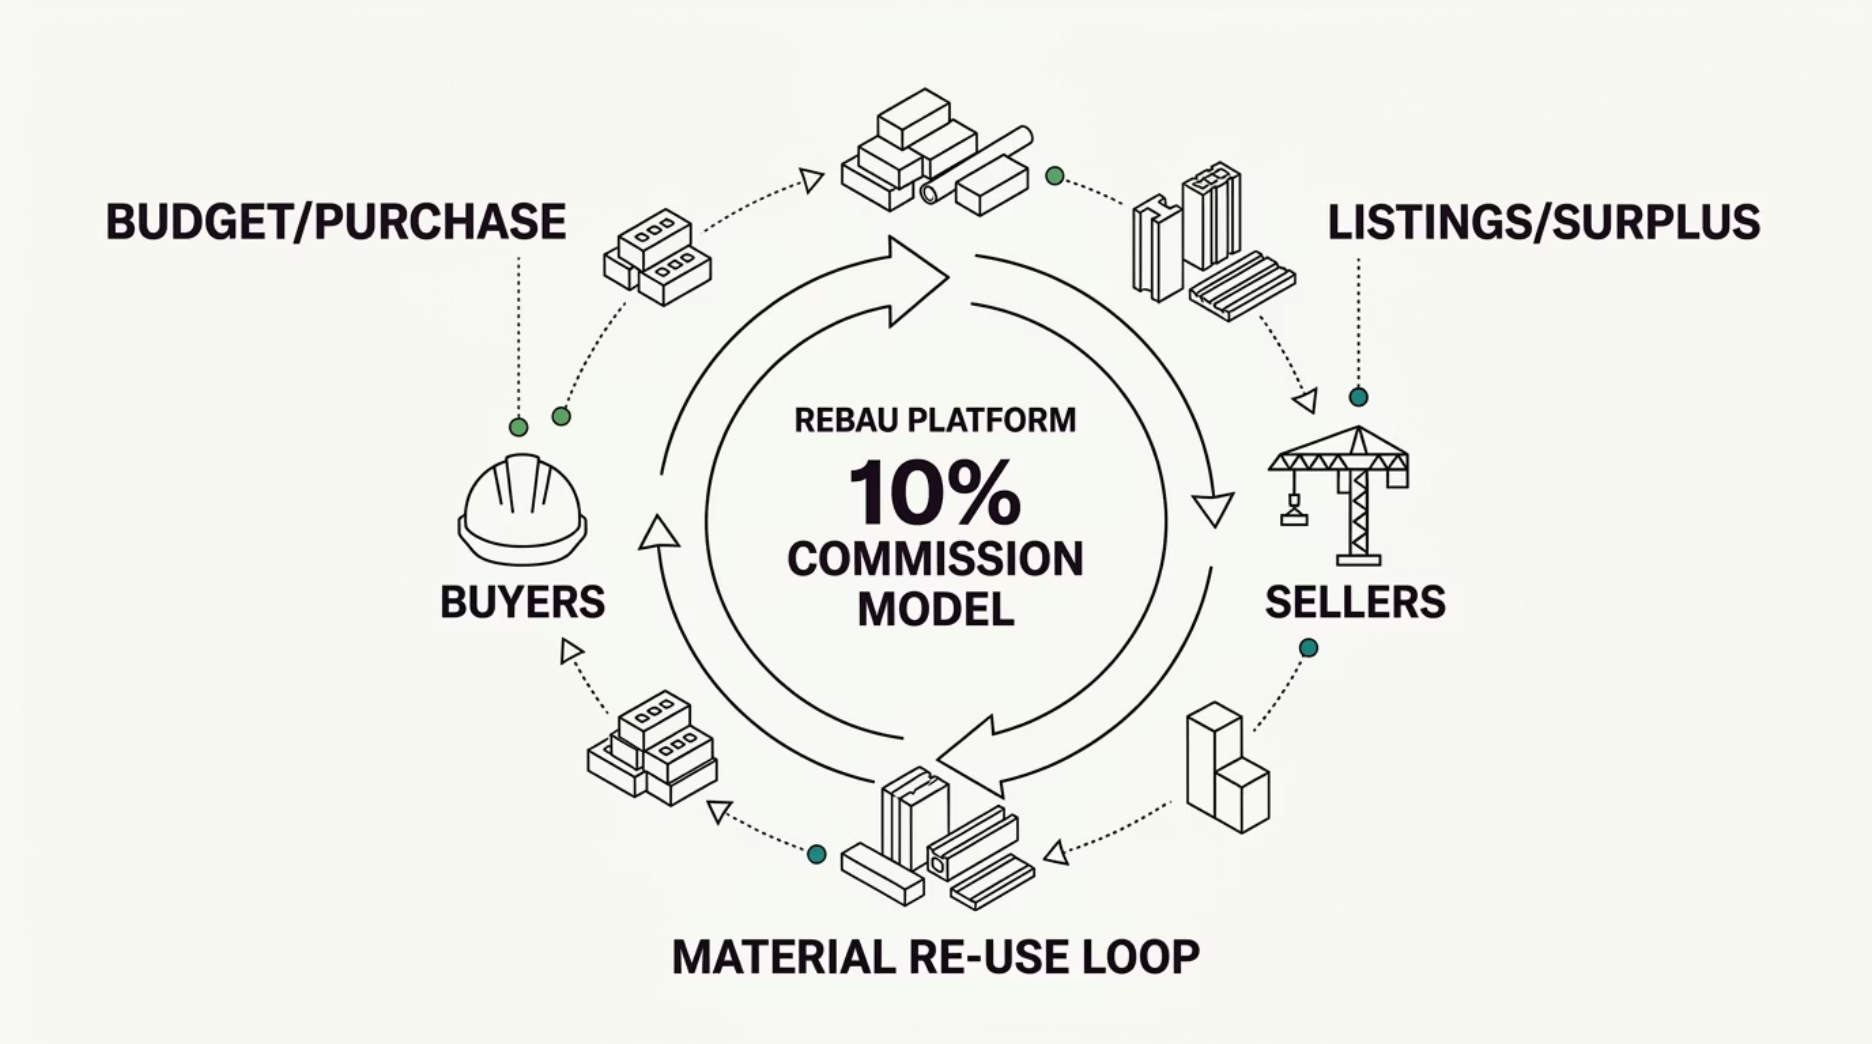 BUDGET/PURCHASE
LISTINGS/SURPLUS
REBAU PLATFORM
10%
COMMISSION
MODEL
BUYERS
SELLERS
MATERIAL RE-USE LOOP